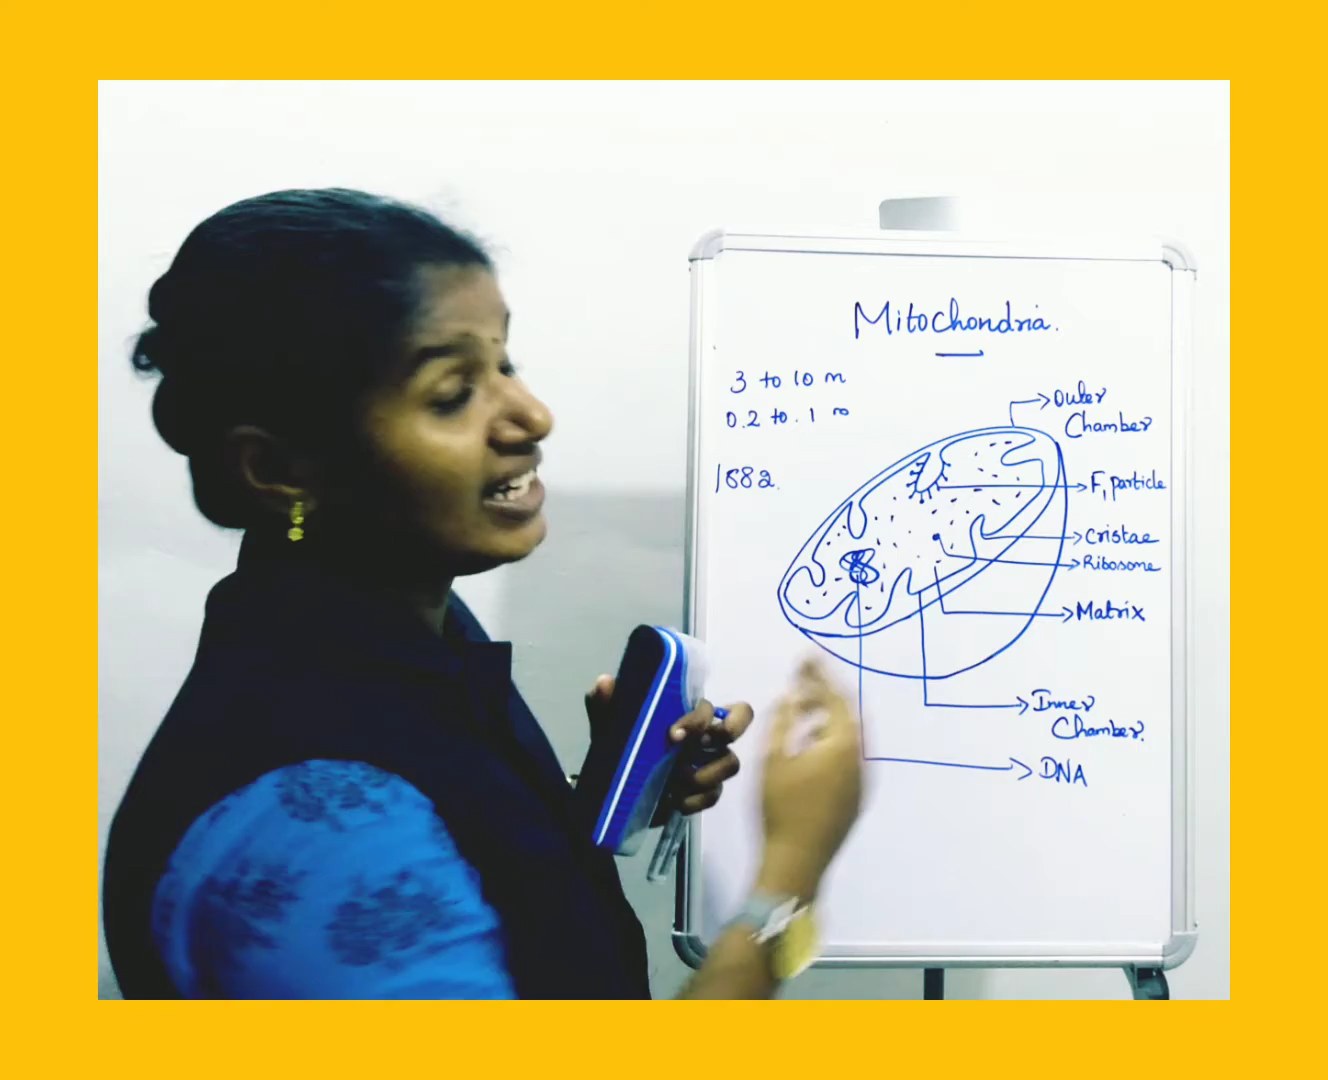 Mitochondria.
3 to 10 m
0.2 to .1 m
1882.
Outer
Chamber
F1 particle
Cristae
Ribosome
Matrix
Inner
Chamber.
DNA